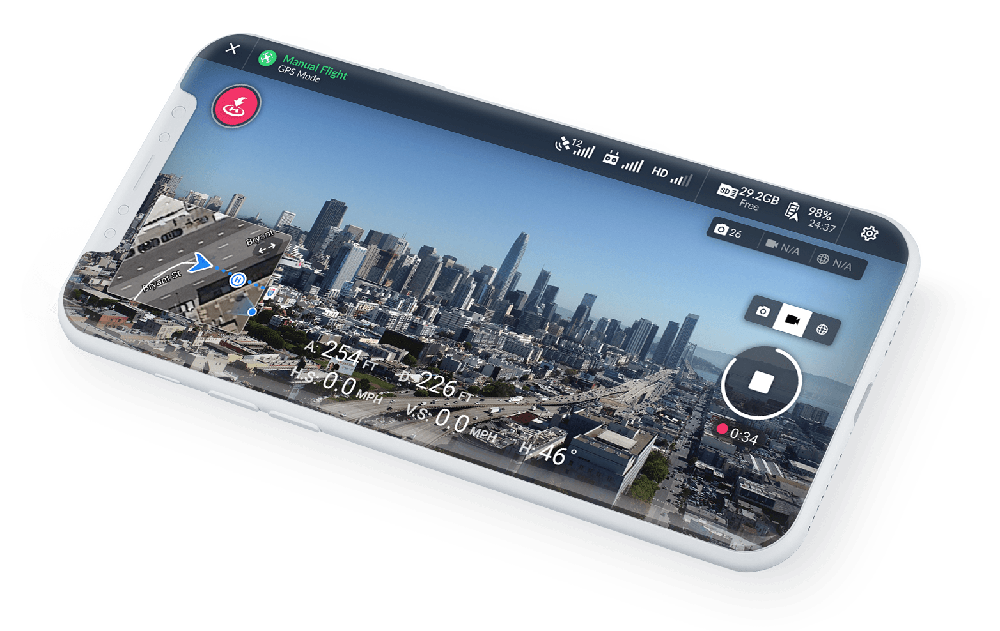 Manual Flight
GPS Mode
12
HD
SD
29.2GB
Free
98%
24:37
26
N/A
N/A
Bryant
Bryant St
H
A: 254 FT
D: 226 FT
H.S: 0.0 MPH
V.S: 0.0 MPH
H: 46°
0:34